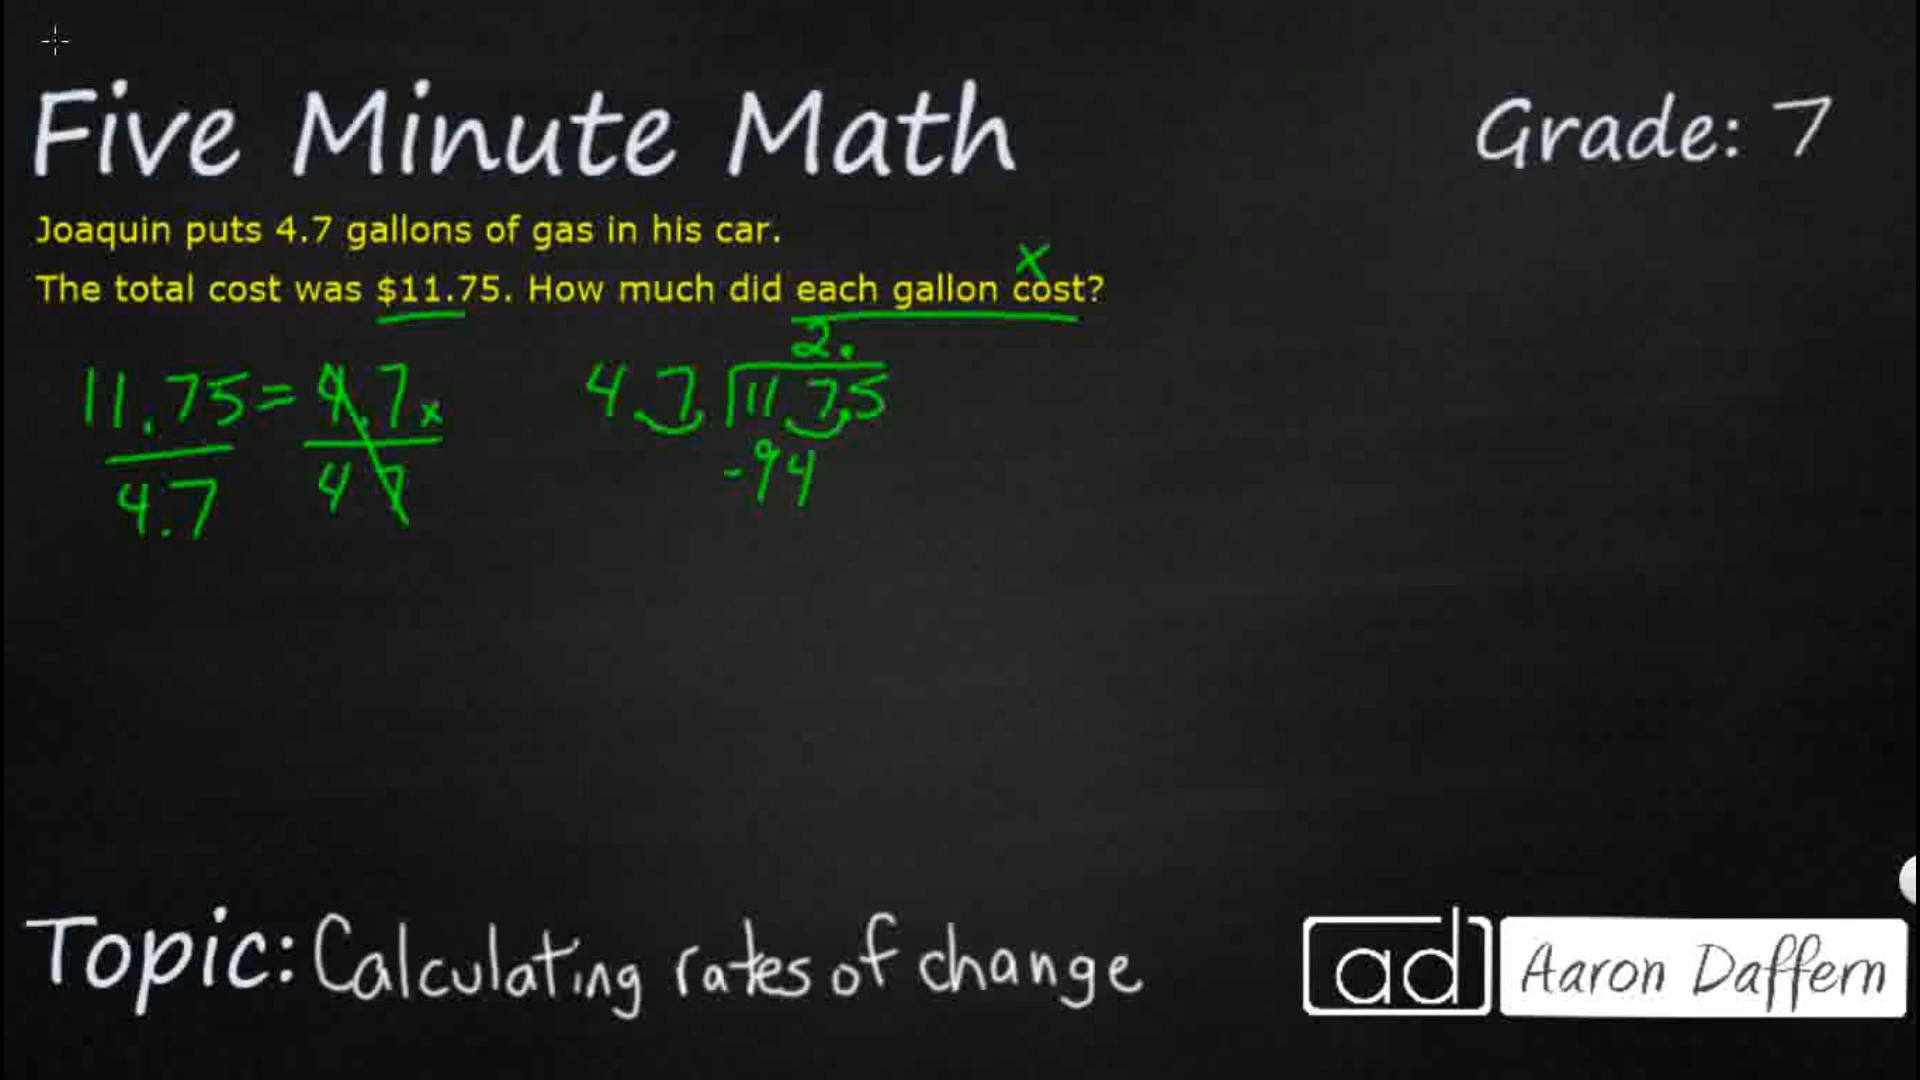 Five Minute Math
Grade: 7
Joaquin puts 4.7 gallons of gas in his car.
x
The total cost was $11.75. How much did each gallon cost?
2.
11.75 = 4.7x
4.7. 11.7.5
4.7 4.7
-94
Topic: Calculating rates of change
ad Aaron Daffern